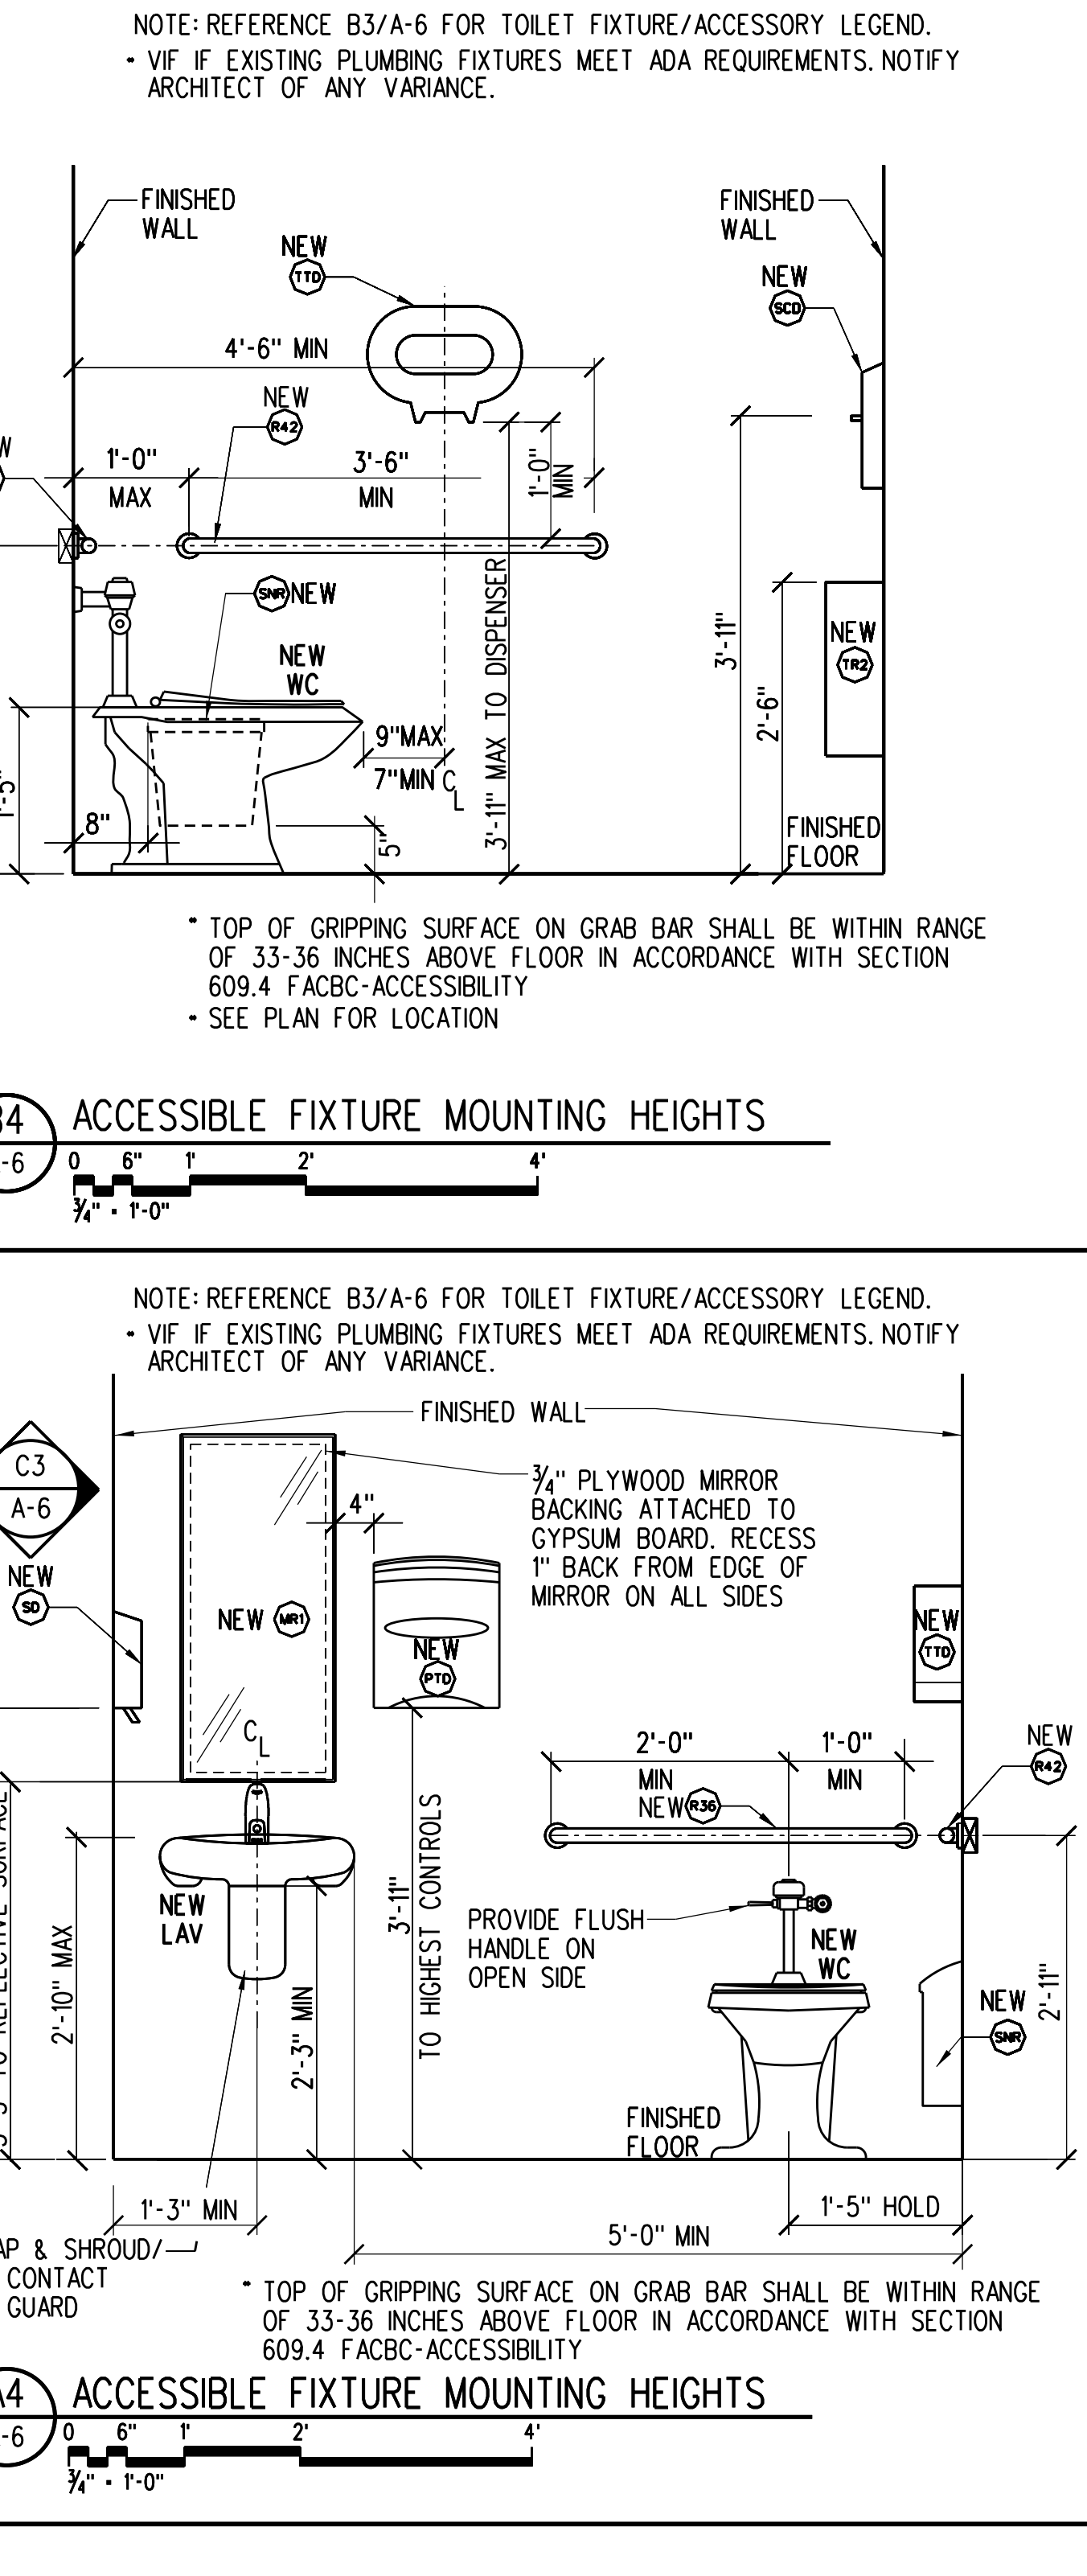 NOTE: REFERENCE B3/A-6 FOR TOILET FIXTURE/ACCESSORY LEGEND.
* VIF IF EXISTING PLUMBING FIXTURES MEET ADA REQUIREMENTS. NOTIFY
ARCHITECT OF ANY VARIANCE.
FINISHED
WALL
FINISHED
WALL
NEW
TTD
NEW
SCD
4'-6" MIN
NEW
R42
1'-0"
MAX
3'-6"
MIN
1'-0"
MIN
SNR NEW
NEW
WC
9"MAX
7"MIN
CL
3'-11" MAX TO DISPENSER
3'-11"
2'-6"
NEW
TR2
8"
5"
FINISHED
FLOOR
* TOP OF GRIPPING SURFACE ON GRAB BAR SHALL BE WITHIN RANGE
OF 33-36 INCHES ABOVE FLOOR IN ACCORDANCE WITH SECTION
609.4 FACBC-ACCESSIBILITY
* SEE PLAN FOR LOCATION
ACCESSIBLE FIXTURE MOUNTING HEIGHTS
0 6" 1' 2' 4'
3/4" = 1'-0"
NOTE: REFERENCE B3/A-6 FOR TOILET FIXTURE/ACCESSORY LEGEND.
* VIF IF EXISTING PLUMBING FIXTURES MEET ADA REQUIREMENTS. NOTIFY
ARCHITECT OF ANY VARIANCE.
FINISHED WALL
C3
A-6
3/4" PLYWOOD MIRROR
BACKING ATTACHED TO
GYPSUM BOARD. RECESS
1" BACK FROM EDGE OF
MIRROR ON ALL SIDES
4"
NEW
SD
NEW MR1
NEW
PTD
NEW
TTD
CL
2'-0"
MIN
1'-0"
MIN
NEW R36
NEW
R42
NEW
LAV
PROVIDE FLUSH
HANDLE ON
OPEN SIDE
NEW
WC
NEW
SNR
2'-10" MAX
2'-3" MIN
3'-11"
TO HIGHEST CONTROLS
2'-11"
FINISHED
FLOOR
1'-3" MIN
1'-5" HOLD
5'-0" MIN
& SHROUD/
CONTACT
GUARD
* TOP OF GRIPPING SURFACE ON GRAB BAR SHALL BE WITHIN RANGE
OF 33-36 INCHES ABOVE FLOOR IN ACCORDANCE WITH SECTION
609.4 FACBC-ACCESSIBILITY
ACCESSIBLE FIXTURE MOUNTING HEIGHTS
0 6" 1' 2' 4'
3/4" = 1'-0"